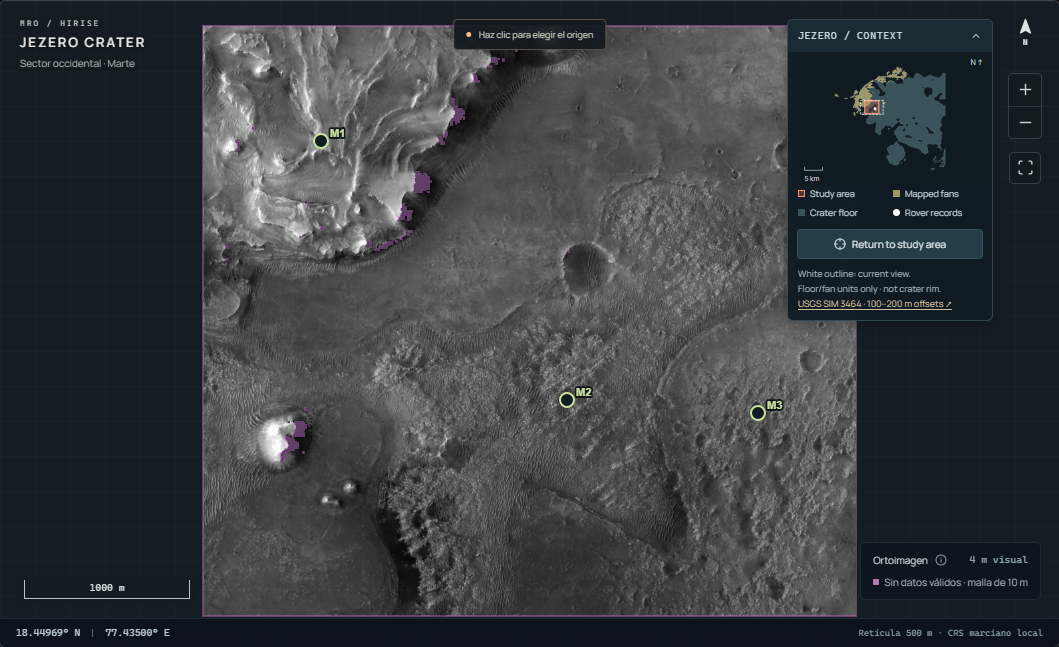 MRO / HIRISE
JEZERO CRATER
Sector occidental · Marte
Haz clic para elegir el origen
JEZERO / CONTEXT
N ↑
5 km
Study area
Mapped fans
Crater floor
Rover records
Return to study area
White outline: current view.
Floor/fan units only · not crater rim.
USGS SIM 3464 · 100–200 m offsets ↗
N
+
−
M1
M2
M3
Ortoimagen ⓘ 4 m visual
Sin datos válidos · malla de 10 m
1000 m
18.44969° N | 77.43500° E
Retícula 500 m · CRS marciano local